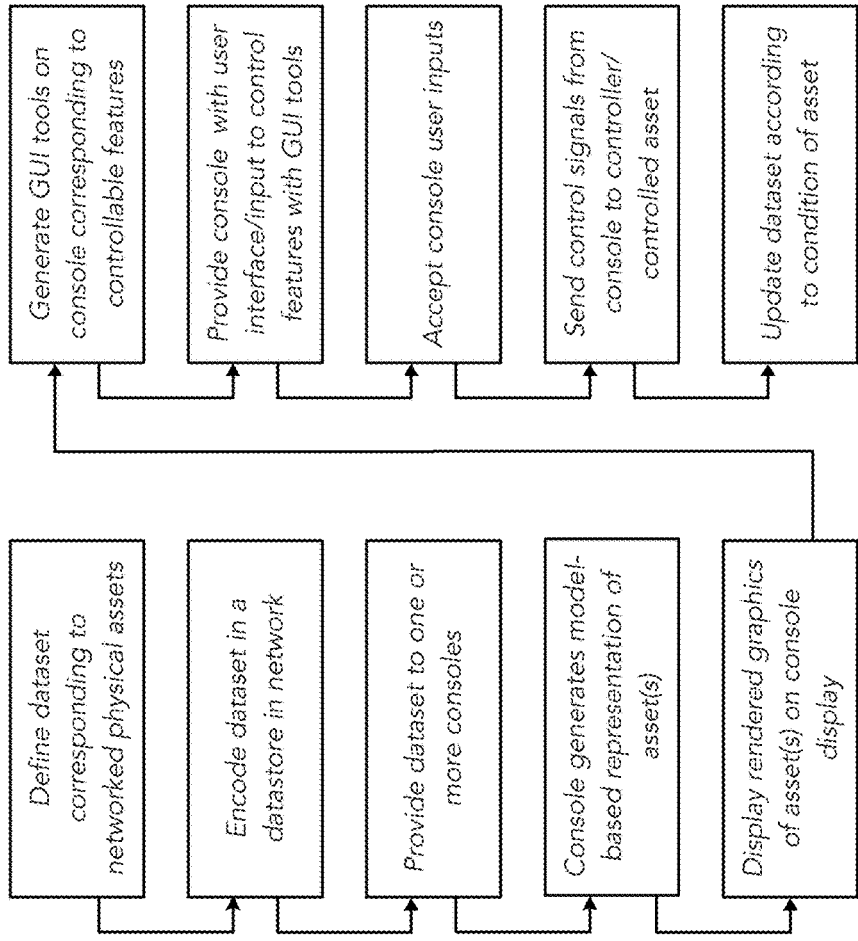 Define dataset
corresponding to
networked physical assets
Encode dataset in a
datastore in network
Provide dataset to one or
more consoles
Console generates model-
based representation of
asset(s)
Display rendered graphics
of asset(s) on console
display
Generate GUI tools on
console corresponding to
controllable features
Provide console with user
interface/input to control
features with GUI tools
Accept console user inputs
Send control signals from
console to controller/
controlled asset
Update dataset according
to condition of asset